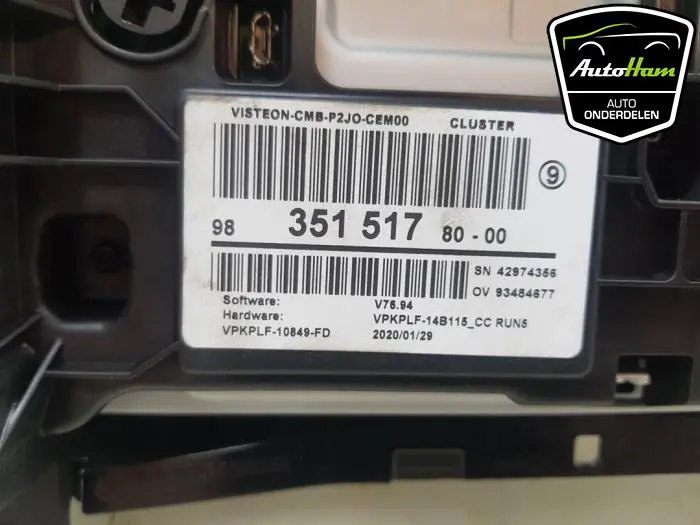 VISTEON-CMB-P2JO-CEM00 CLUSTER
9
98 351 517 80 - 00
SN 42974356
OV 93484677
Software: V76.94
Hardware: VPKPLF-14B115_CC RUN5
VPKPLF-10849-FD 2020/01/29
AutoHam
AUTO
ONDERDELEN